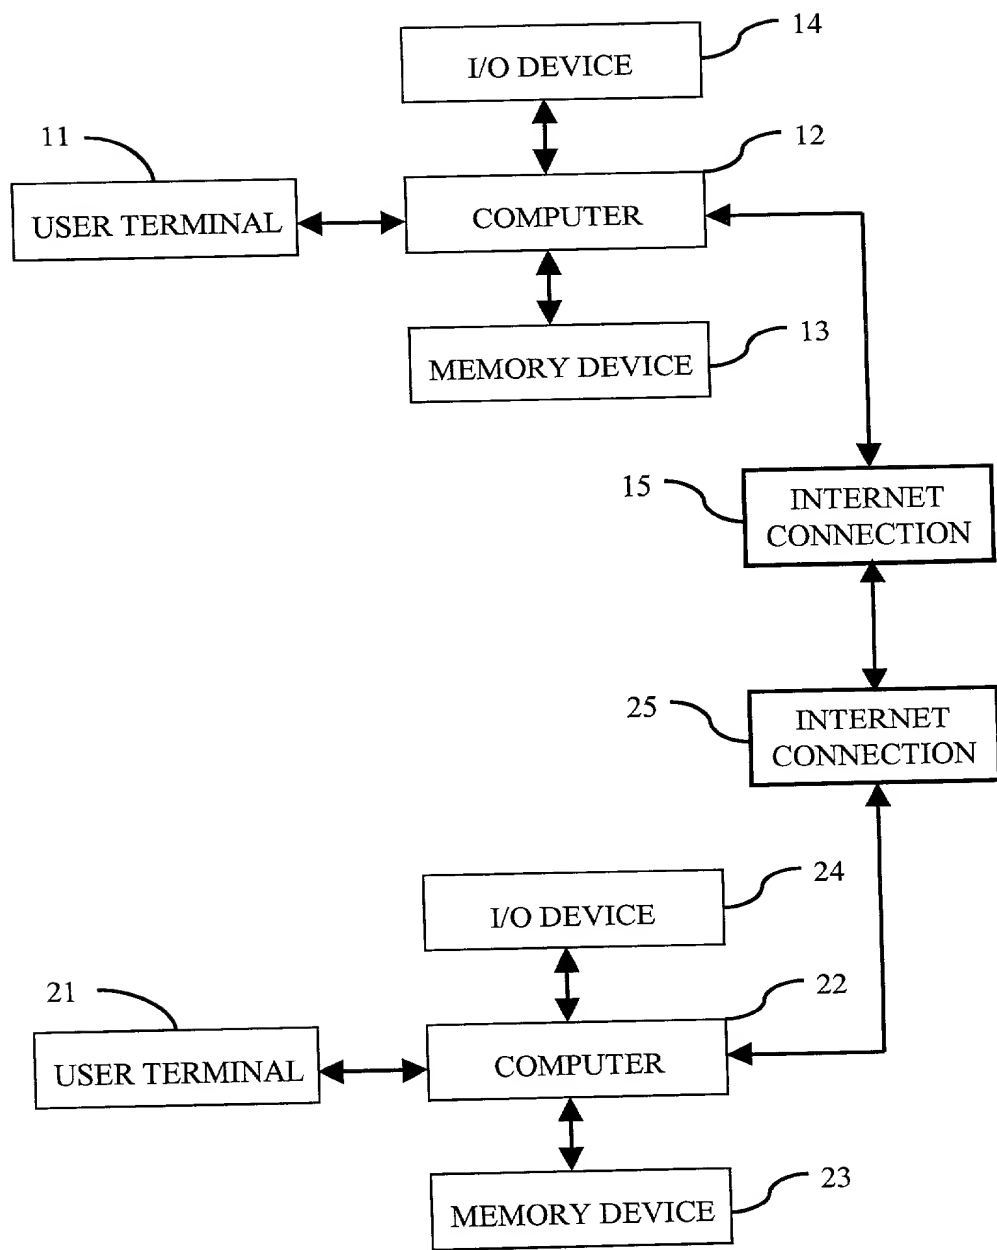 14
I/O DEVICE
11
12
USER TERMINAL
COMPUTER
13
MEMORY DEVICE
15
INTERNET
CONNECTION
25
INTERNET
CONNECTION
24
I/O DEVICE
21
22
USER TERMINAL
COMPUTER
23
MEMORY DEVICE